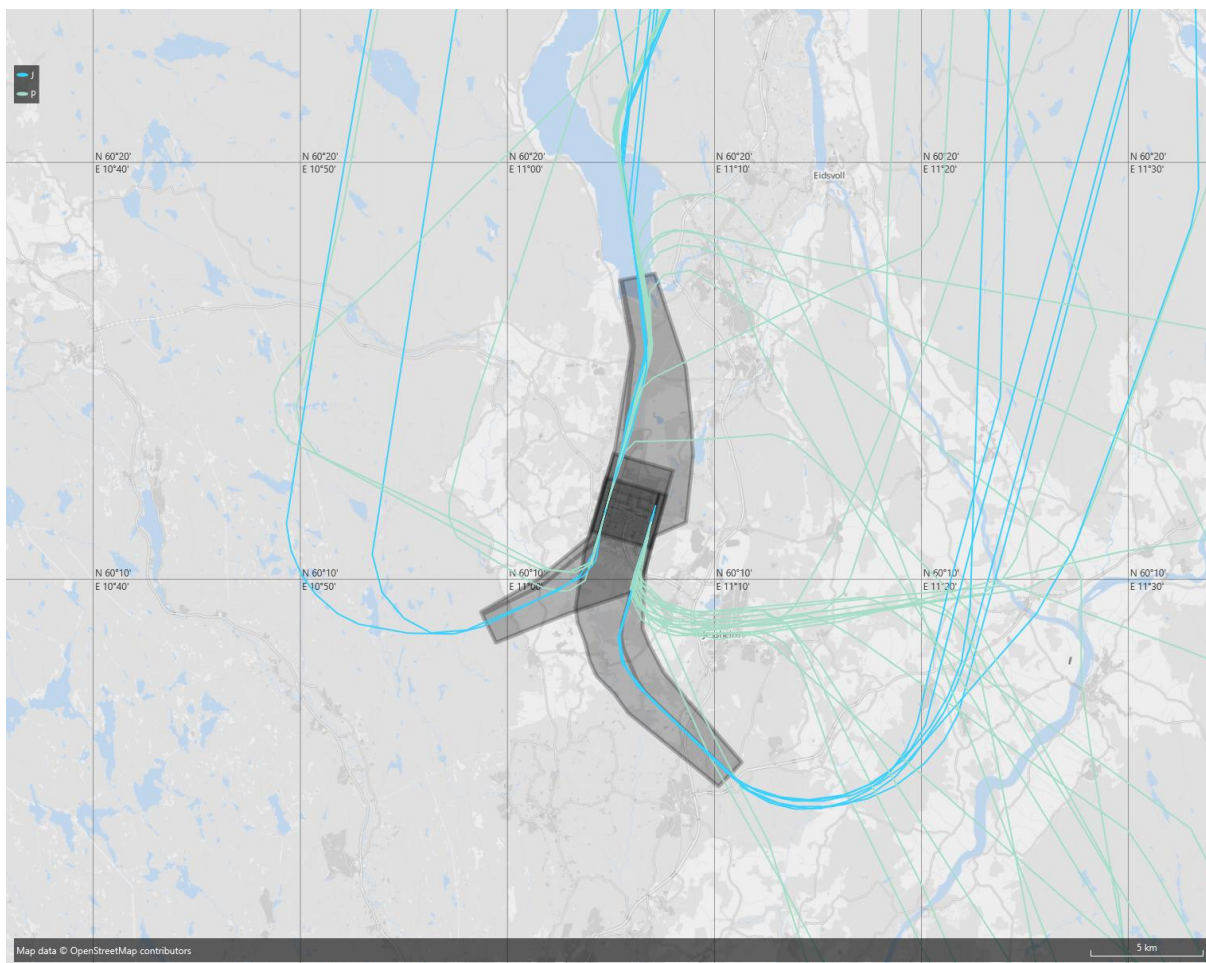 J
P
N 60°20'
E 10°40'
N 60°20'
E 10°50'
N 60°20'
E 11°00'
N 60°20'
E 11°10'
N 60°20'
E 11°20'
N 60°20'
E 11°30'
Eidsvoll
N 60°10'
E 10°40'
N 60°10'
E 10°50'
N 60°10'
E 11°00'
N 60°10'
E 11°10'
N 60°10'
E 11°20'
N 60°10'
E 11°30'
Jessheim
Map data © OpenStreetMap contributors
5 km